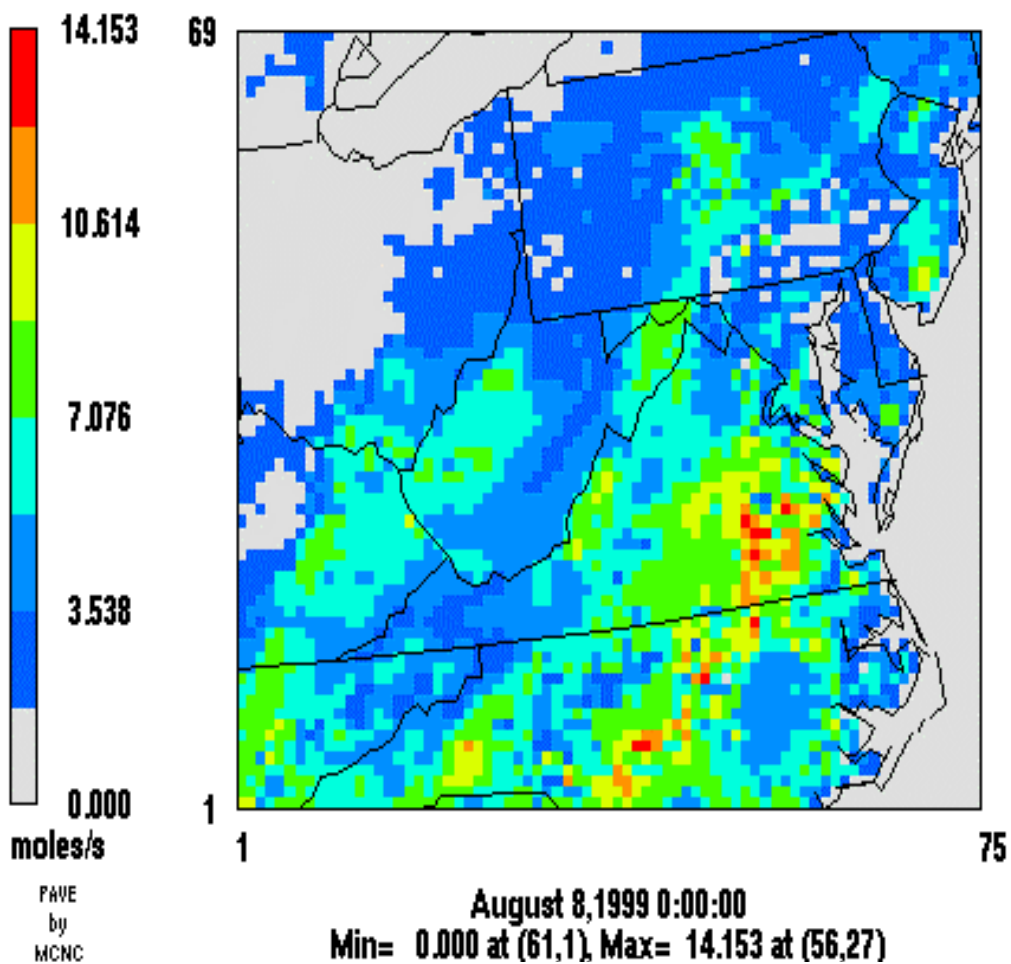 14.153
10.614
7.076
3.538
0.000
moles/s
PAVE
by
MCNC
69
1
1
75
August 8,1999 0:00:00
Min= 0.000 at (61,1), Max= 14.153 at (56,27)